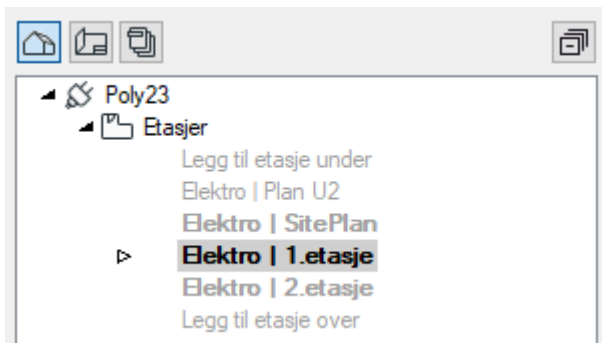 Poly23
Etasjer
Legg til etasje under
Elektro | Plan U2
Elektro | SitePlan
Elektro | 1.etasje
Elektro | 2.etasje
Legg til etasje over